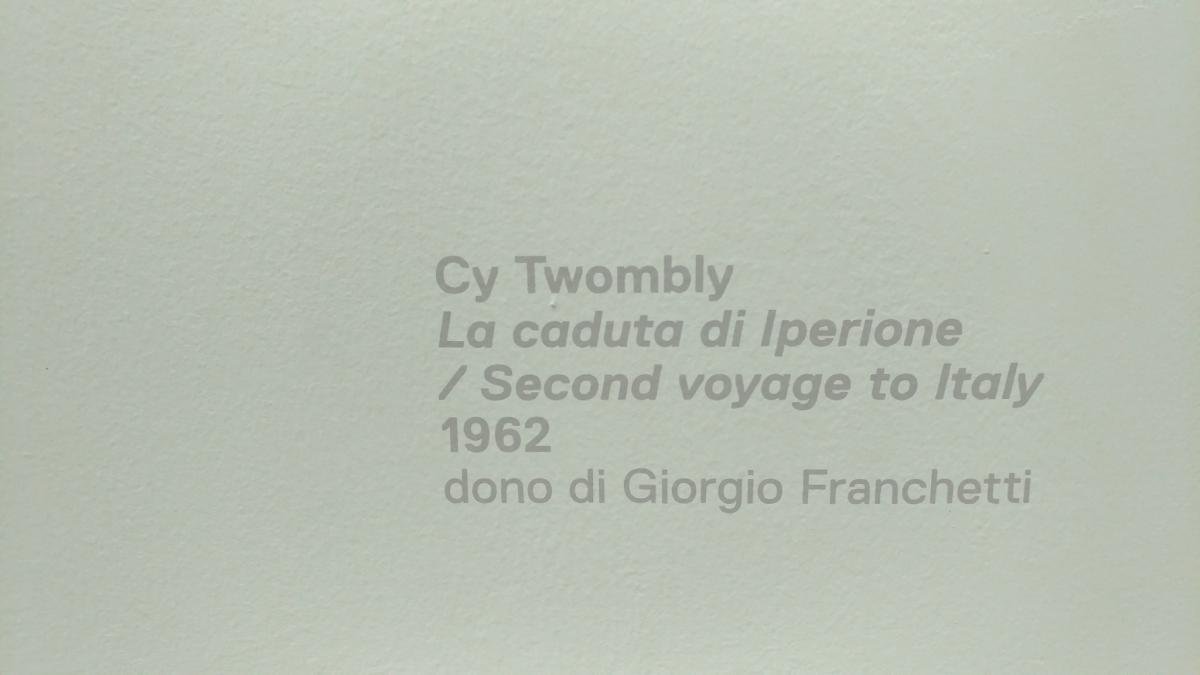 Cy Twombly
La caduta di Iperione
/ Second voyage to Italy
1962
dono di Giorgio Franchetti